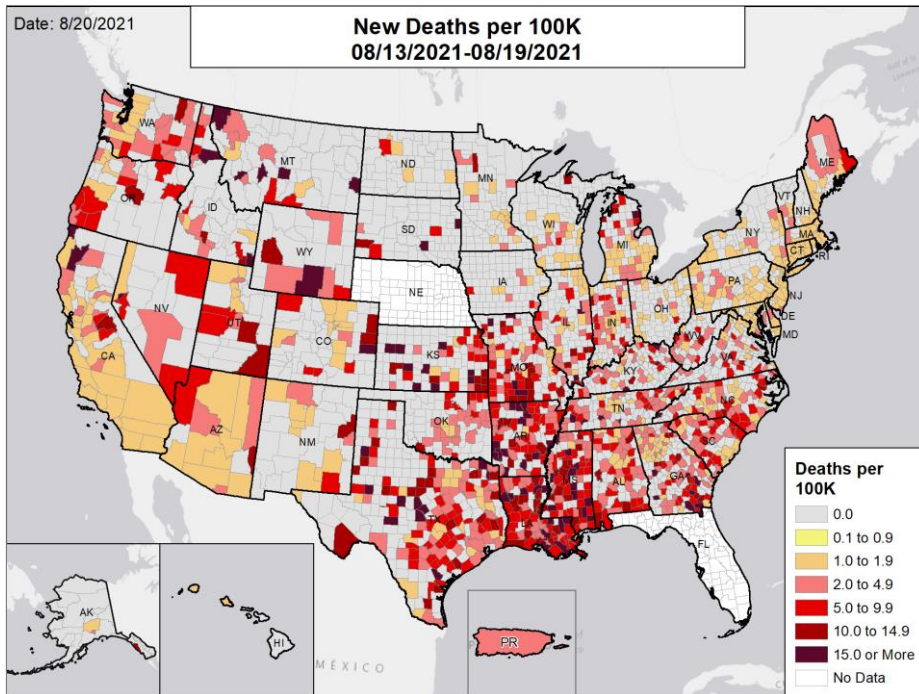 Date: 8/20/2021
New Deaths per 100K
08/13/2021-08/19/2021
WA
MT
ND
MN
ME
OR
ID
WY
SD
WI
MI
VT
NH
NY
MA
CT
RI
NV
UT
NE
IA
PA
NJ
CA
CO
KS
MO
IL
IN
OH
DE
MD
WV
VA
KY
AZ
NM
OK
AR
TN
NC
SC
TX
LA
MS
AL
GA
FL
AK
HI
PR
MÉXICO
Deaths per
100K
0.0
0.1 to 0.9
1.0 to 1.9
2.0 to 4.9
5.0 to 9.9
10.0 to 14.9
15.0 or More
No Data